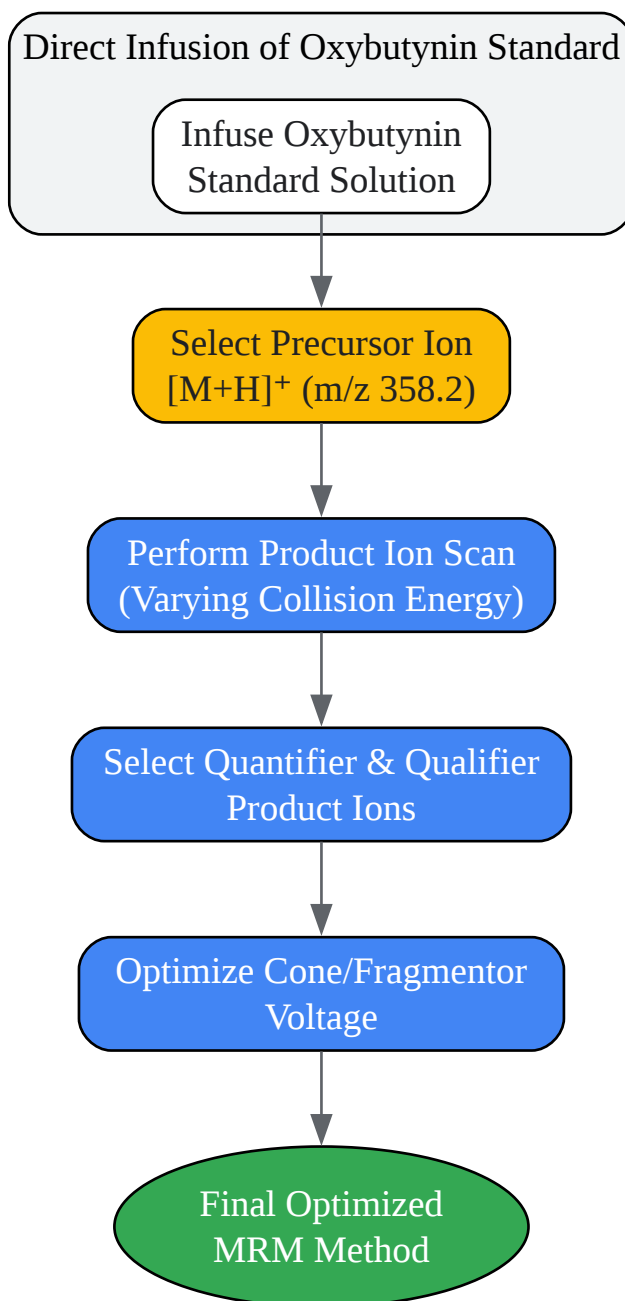 Direct Infusion of Oxybutynin Standard
Infuse Oxybutynin
Standard Solution
Select Precursor Ion
[M+H]⁺ (m/z 358.2)
Perform Product Ion Scan
(Varying Collision Energy)
Select Quantifier & Qualifier
Product Ions
Optimize Cone/Fragmentor
Voltage
Final Optimized
MRM Method